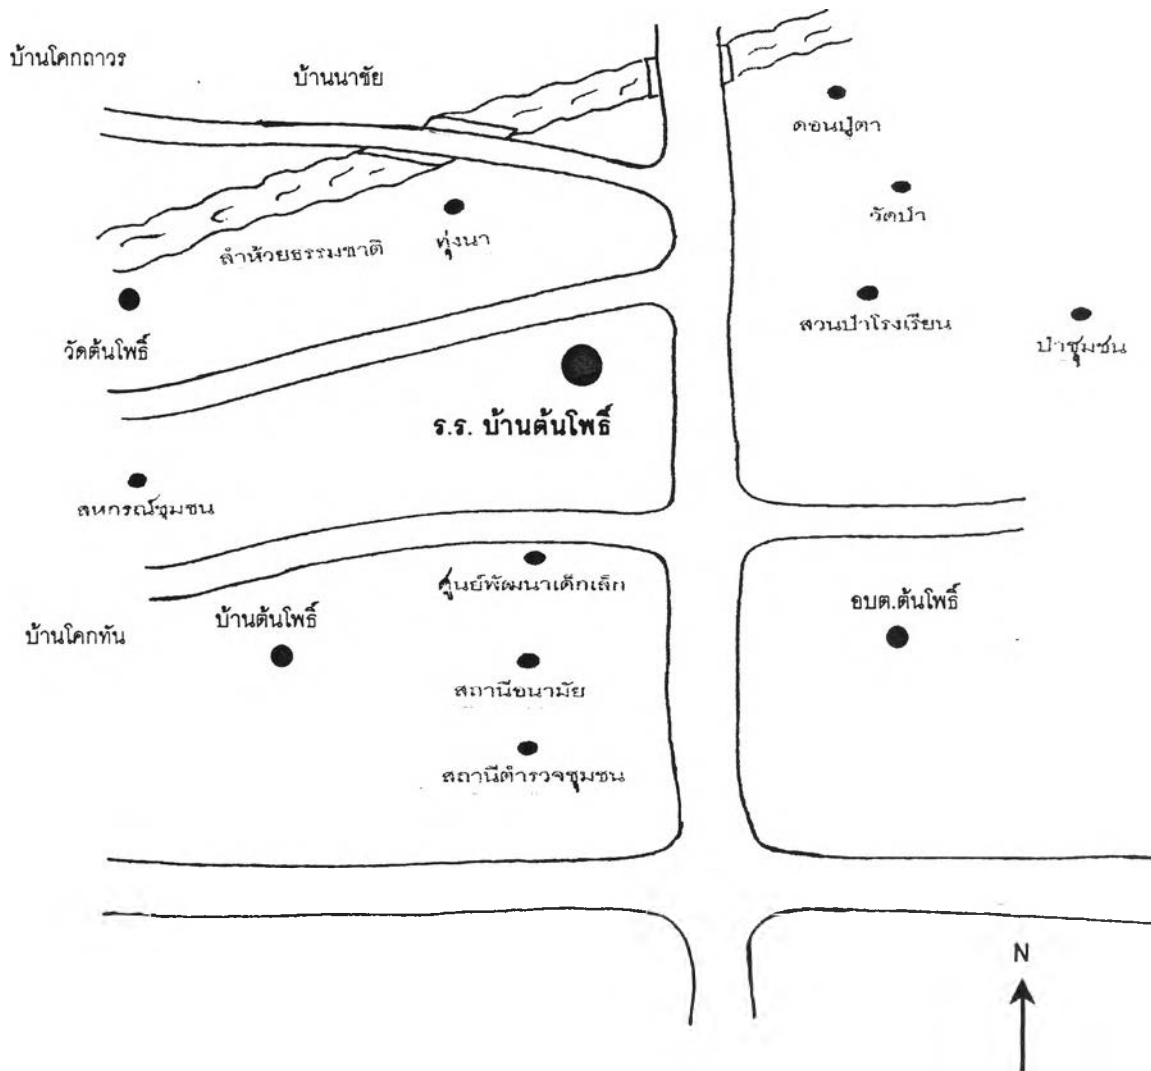 บ้านโคกถาวร
บ้านนาชัย
ดอนปู่ตา
วัดป่า
ทุ่งนา
ลำห้วยธรรมชาติ
สวนป่าโรงเรียน
ป่าชุมชน
วัดต้นโพธิ์
ร.ร. บ้านต้นโพธิ์
สหกรณ์ชุมชน
ศูนย์พัฒนาเด็กเล็ก
บ้านต้นโพธิ์
อบต.ต้นโพธิ์
บ้านโคกทัน
สถานีอนามัย
สถานีตำรวจชุมชน
N